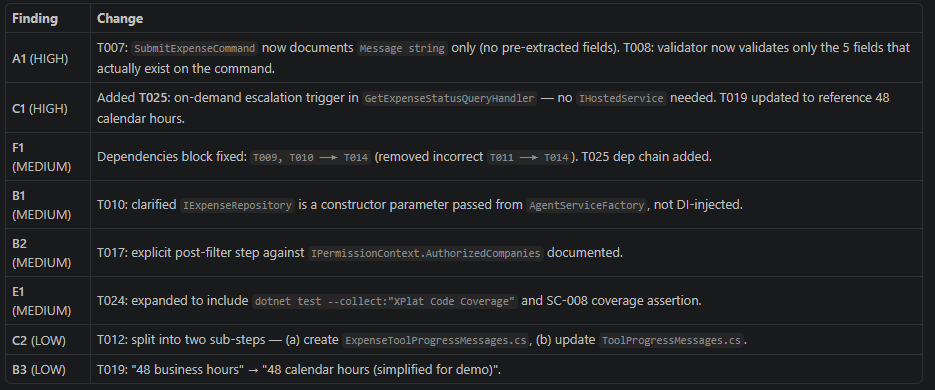 Finding Change
A1 (HIGH) T007: SubmitExpenseCommand now documents Message string only (no pre-extracted fields). T008: validator now validates only the 5 fields that
actually exist on the command.
C1 (HIGH) Added T025: on-demand escalation trigger in GetExpenseStatusQueryHandler — no IHostedService needed. T019 updated to reference 48
calendar hours.
F1
(MEDIUM) Dependencies block fixed: T009, T010 ──→ T014 (removed incorrect T011 ──→ T014). T025 dep chain added.
B1
(MEDIUM) T010: clarified IExpenseRepository is a constructor parameter passed from AgentServiceFactory, not DI-injected.
B2
(MEDIUM) T017: explicit post-filter step against IPermissionContext.AuthorizedCompanies documented.
E1
(MEDIUM) T024: expanded to include dotnet test --collect:"XPlat Code Coverage" and SC-008 coverage assertion.
C2 (LOW) T012: split into two sub-steps — (a) create ExpenseToolProgressMessages.cs, (b) update ToolProgressMessages.cs.
B3 (LOW) T019: "48 business hours" → "48 calendar hours (simplified for demo)".